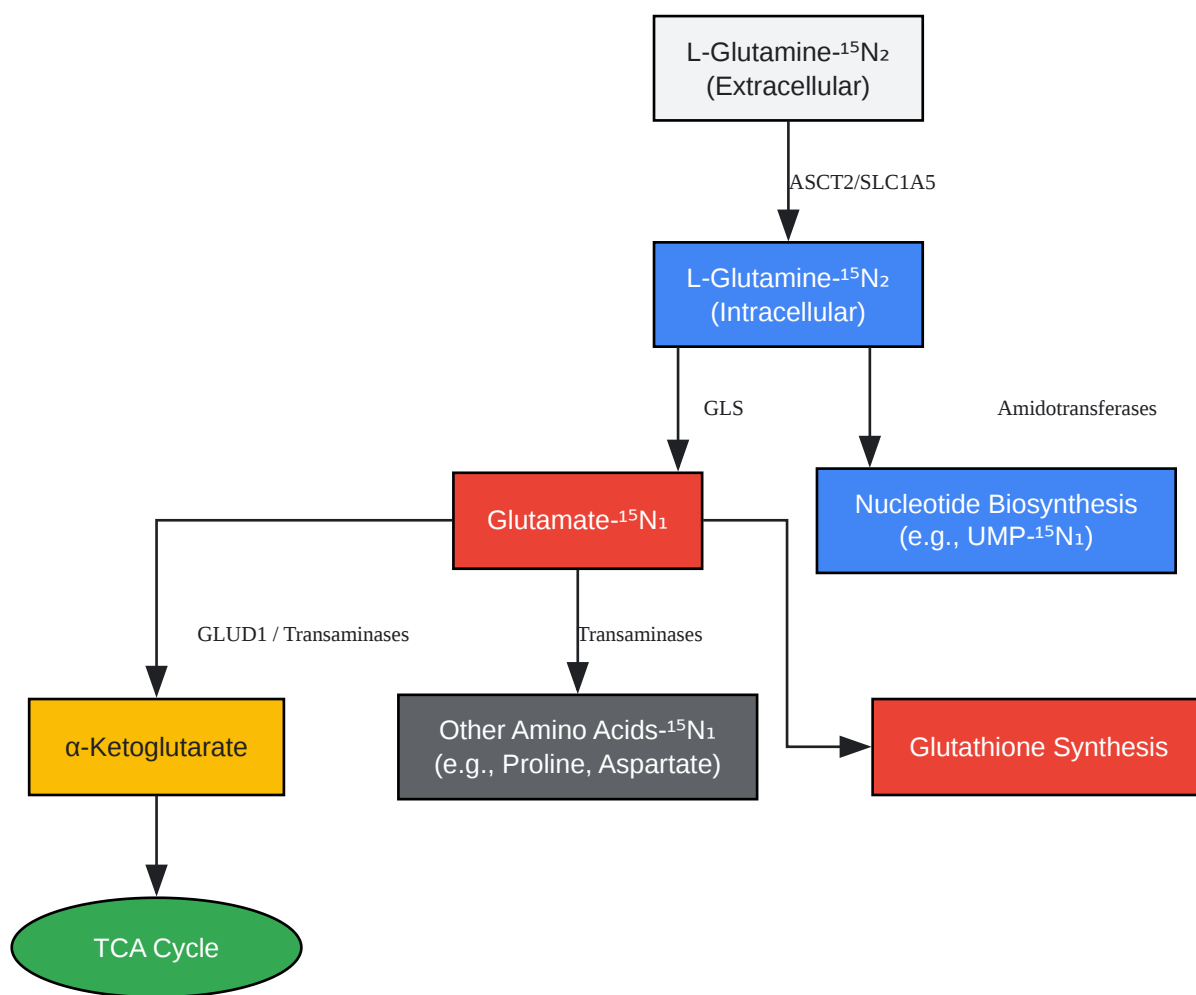 L-Glutamine-¹⁵N₂
(Extracellular)
ASCT2/SLC1A5
L-Glutamine-¹⁵N₂
(Intracellular)
GLS
Amidotransferases
Glutamate-¹⁵N₁
Nucleotide Biosynthesis
(e.g., UMP-¹⁵N₁)
GLUD1 / Transaminases
Transaminases
α-Ketoglutarate
Other Amino Acids-¹⁵N₁
(e.g., Proline, Aspartate)
Glutathione Synthesis
TCA Cycle